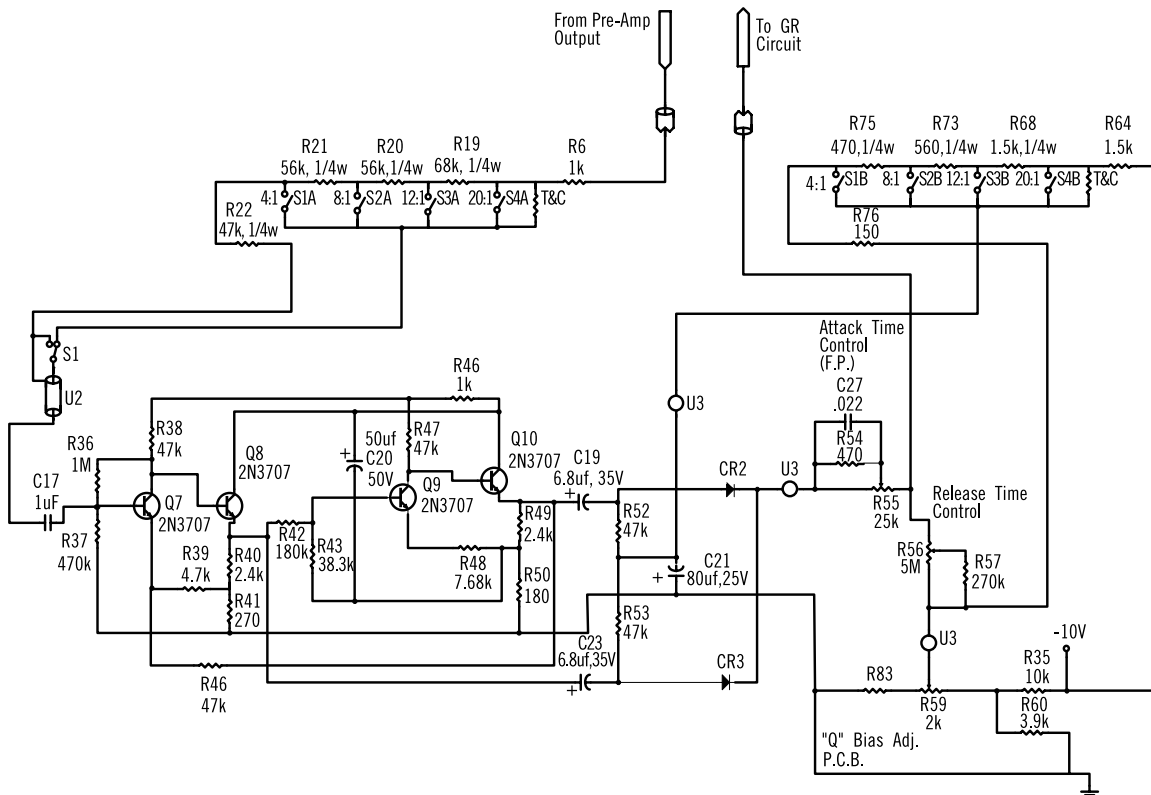 From Pre-Amp
Output
To GR
Circuit
R21
56k, 1/4w
R20
56k,1/4w
R19
68k, 1/4w
R6
1k
4:1
S1A
8:1
S2A
12:1
S3A
20:1
S4A
T&C
R22
47k, 1/4w
R75
470,1/4w
R73
560,1/4w
R68
1.5k,1/4w
R64
1.5k
4:1
S1B
8:1
S2B
12:1
S3B
20:1
S4B
T&C
R76
150
S1
U2
Attack Time
Control
(F.P.)
C27
.022
R54
470
R55
25k
U3
U3
R46
1k
R38
47k
R36
1M
C17
1uF
R37
470k
Q7
2N3707
Q8
2N3707
R39
4.7k
R40
2.4k
R41
270
R42
180k
R43
38.3k
50uf
C20
50V
+
R47
47k
Q9
2N3707
Q10
2N3707
R48
7.68k
R49
2.4k
R50
180
C19
6.8uf, 35V
+
R52
47k
CR2
C21
80uf,25V
+
R53
47k
C23
6.8uf,35V
+
CR3
R46
47k
Release Time
Control
R56
5M
R57
270k
U3
-10V
R83
R59
2k
R35
10k
R60
3.9k
"Q" Bias Adj.
P.C.B.